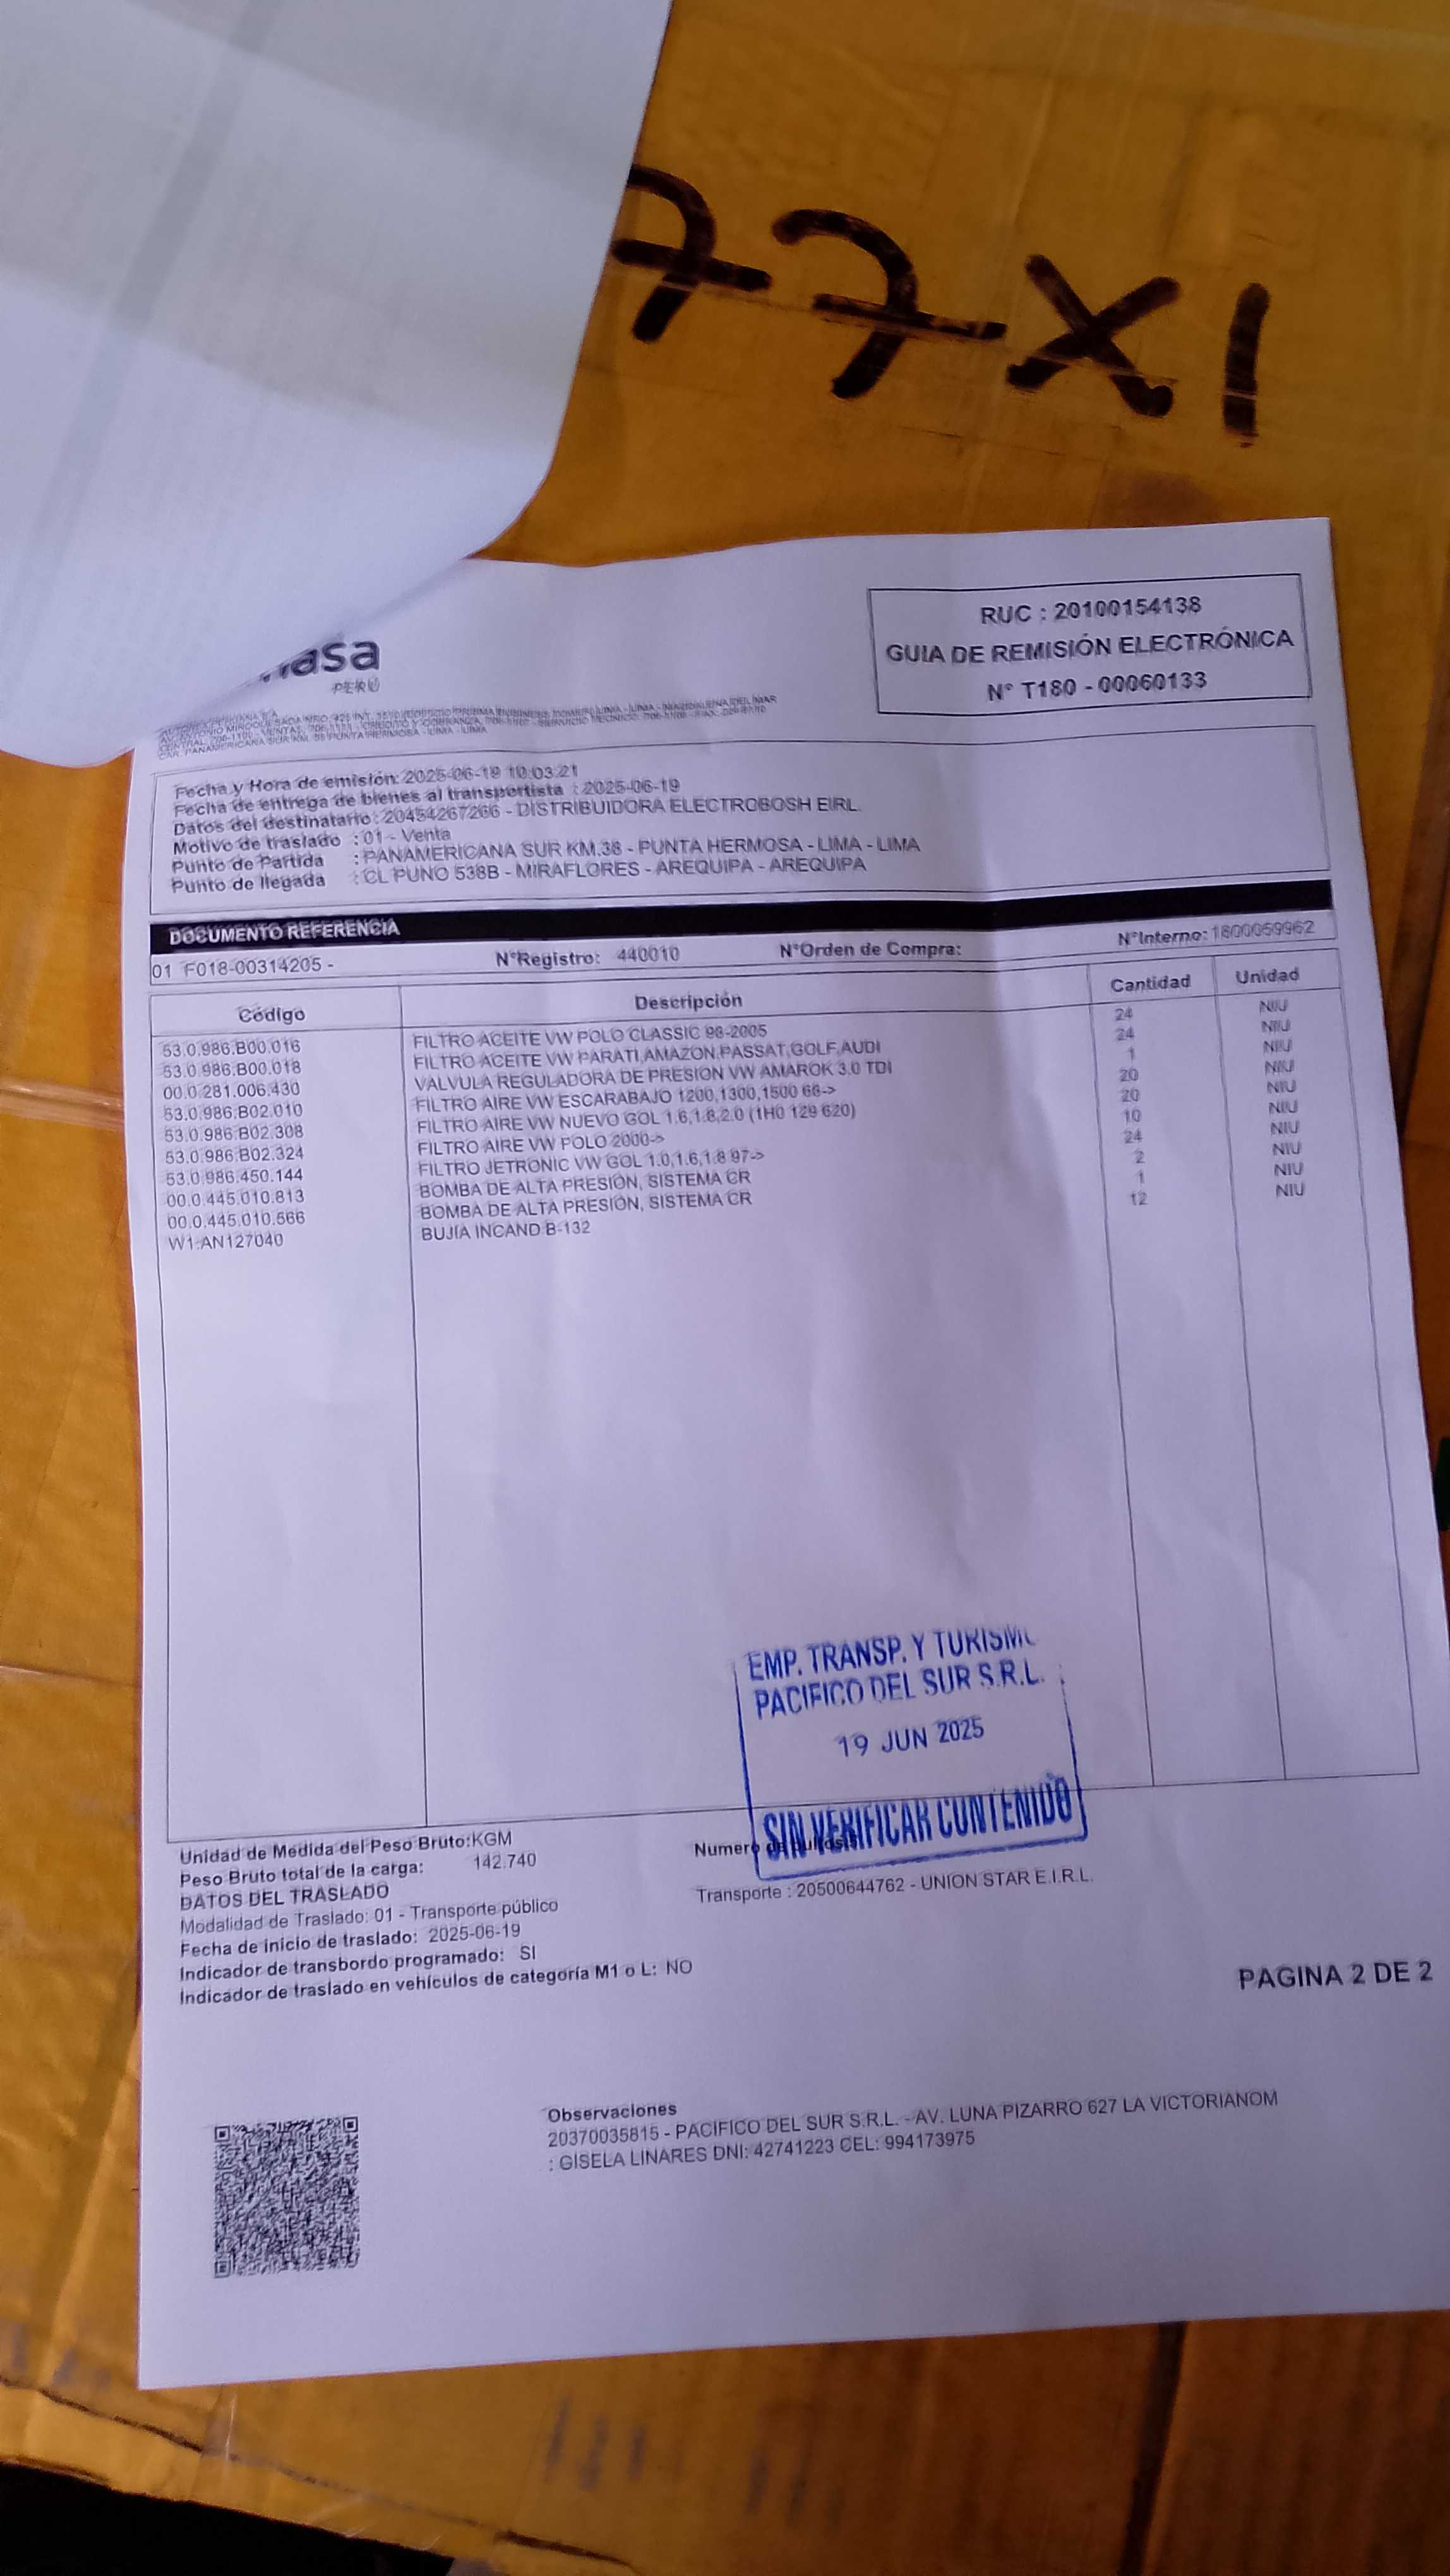 77X1
asa
PERÚ
RUC : 20100154138
GUIA DE REMISIÓN ELECTRÓNICA
N° T180 - 00060133
CAR. PANAMERICANA SUR KM. 38 PUNTA HERMOSA - LIMA - LIMA
Fecha y Hora de emisión: 2025-06-19 10:03:21
Fecha de entrega de bienes al transportista : 2025-06-19
Datos del destinatario : 20454267266 - DISTRIBUIDORA ELECTROBOSH EIRL.
Motivo de traslado : 01 - Venta
Punto de Partida : PANAMERICANA SUR KM.38 - PUNTA HERMOSA - LIMA - LIMA
Punto de llegada : CL PUNO 538B - MIRAFLORES - AREQUIPA - AREQUIPA
DOCUMENTO REFERENCIA
01 F018-00314205 - N°Registro: 440010 N°Orden de Compra: N°Interno: 1800059962
Código Descripción Cantidad Unidad
53.0.986.B00.016 FILTRO ACEITE VW POLO CLASSIC 98-2005 24 NIU
53.0.986.B00.018 FILTRO ACEITE VW PARATI,AMAZON,PASSAT,GOLF,AUDI 24 NIU
00.0.281.006.430 VALVULA REGULADORA DE PRESION VW AMAROK 3.0 TDI 1 NIU
53.0.986.B02.010 FILTRO AIRE VW ESCARABAJO 1200,1300,1500 66-> 20 NIU
53.0.986.B02.308 FILTRO AIRE VW NUEVO GOL 1.6,1.8,2.0 (1H0 129 620) 20 NIU
53.0.986.B02.324 FILTRO AIRE VW POLO 2000-> 10 NIU
53.0.986.450.144 FILTRO JETRONIC VW GOL 1.0,1.6,1.8 97-> 24 NIU
00.0.445.010.813 BOMBA DE ALTA PRESIÓN, SISTEMA CR 2 NIU
00.0.445.010.566 BOMBA DE ALTA PRESIÓN, SISTEMA CR 1 NIU
W1.AN127040 BUJÍA INCAND B-132 12 NIU
EMP. TRANSP. Y TURISMO
PACIFICO DEL SUR S.R.L.
19 JUN 2025
SIN VERIFICAR CONTENIDO
Unidad de Medida del Peso Bruto:KGM Numero de bultos:
Peso Bruto total de la carga: 142.740
DATOS DEL TRASLADO Transporte : 20500644762 - UNION STAR E.I.R.L.
Modalidad de Traslado: 01 - Transporte público
Fecha de inicio de traslado: 2025-06-19
Indicador de transbordo programado: SI
Indicador de traslado en vehículos de categoría M1 o L: NO
PAGINA 2 DE 2
Observaciones
20370035815 - PACIFICO DEL SUR S.R.L. - AV. LUNA PIZARRO 627 LA VICTORIANOM
: GISELA LINARES DNI: 42741223 CEL: 994173975